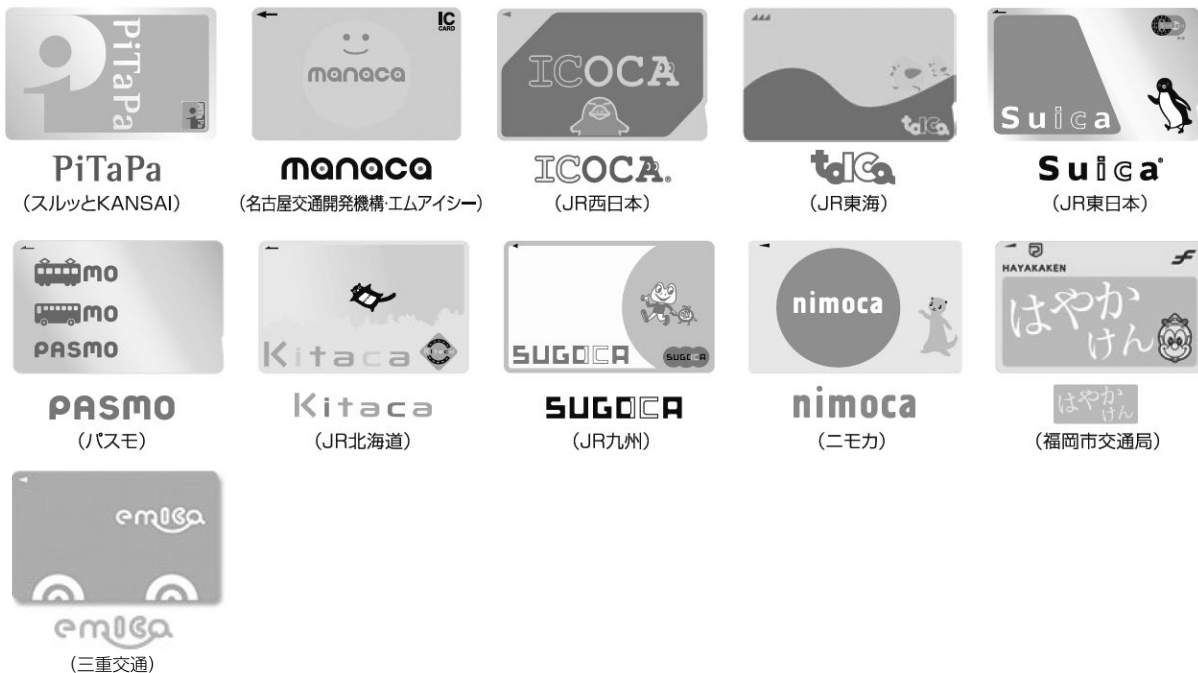 PiTaPa
PiTaPa
(スルッとKANSAI)
IC
CARD
manaca
manaca
(名古屋交通開発機構・エムアイシー)
ICOCA
ICOCA
(JR西日本)
TOICA
TOICA
(JR東海)
Suica
Suica
(JR東日本)
mo
mo
PASMO
PASMO
(パスモ)
Kitaca
Kitaca
(JR北海道)
SUGOCA
SUGOCA
SUGOCA
(JR九州)
nimoca
nimoca
(ニモカ)
HAYAKAKEN
はやか
けん
はやか
けん
(福岡市交通局)
emica
emica
(三重交通)